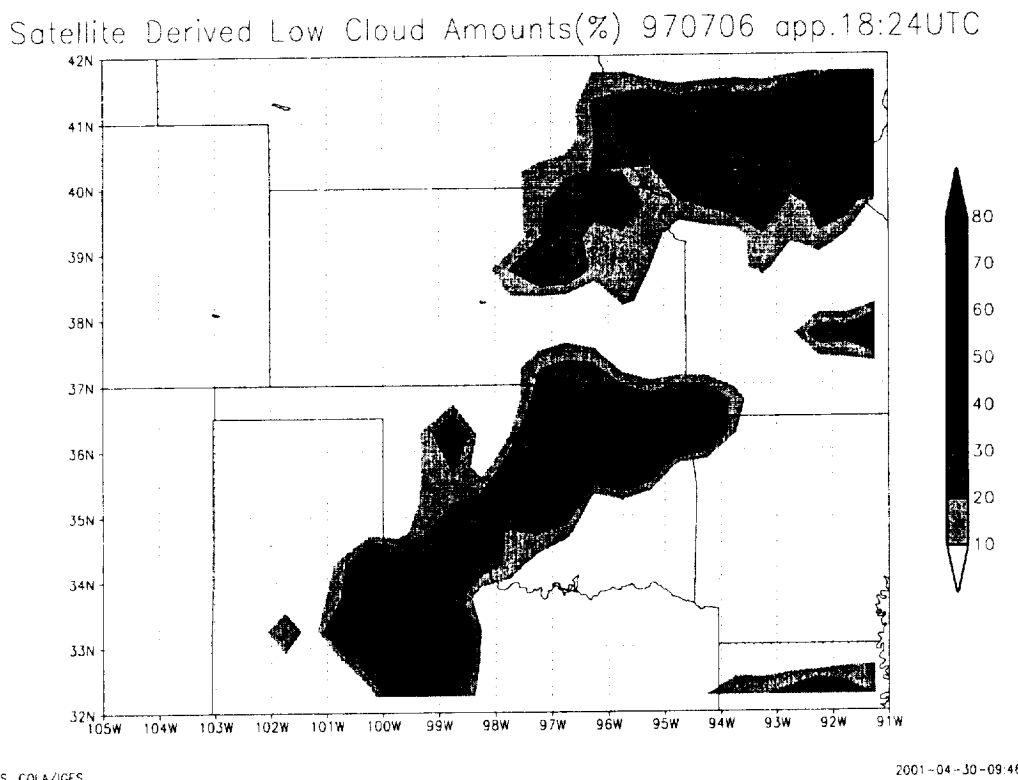 Satellite Derived Low Cloud Amounts(%) 970706 app.18:24UTC
42N
41N
40N
39N
38N
37N
36N
35N
34N
33N
32N
105W 104W 103W 102W 101W 100W 99W 98W 97W 96W 95W 94W 93W 92W 91W
80
70
60
50
40
30
20
10
S. COLA/IGES
2001-04-30-09:46